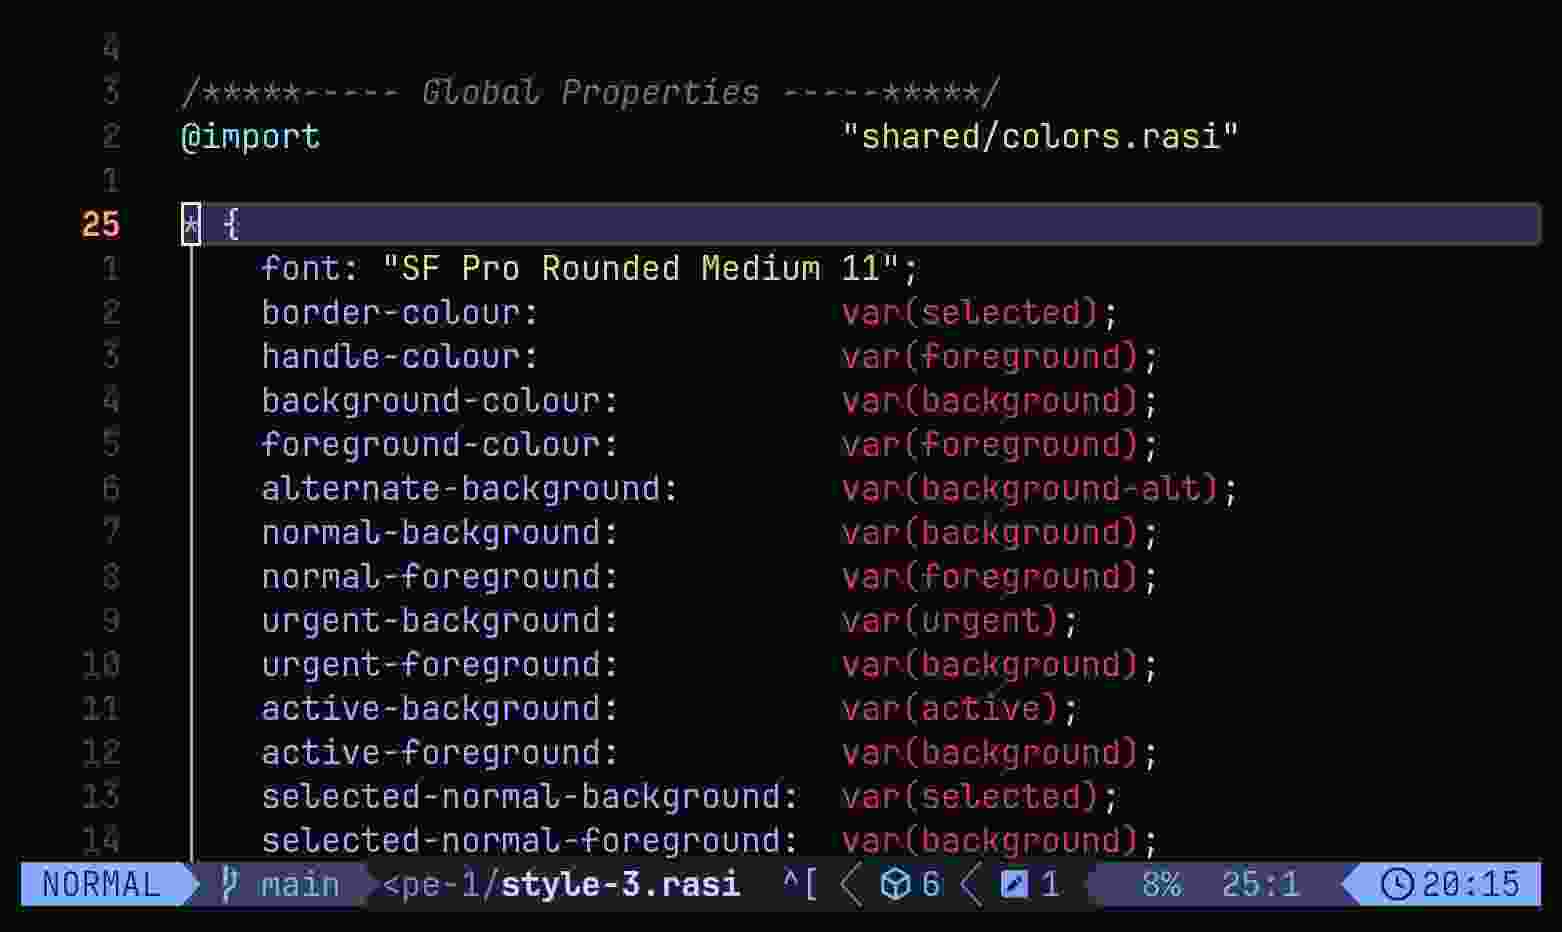 4
3 /*****----- Global Properties -----*****/
2 @import "shared/colors.rasi"
1
25 * {
1 font: "SF Pro Rounded Medium 11";
2 border-colour: var(selected);
3 handle-colour: var(foreground);
4 background-colour: var(background);
5 foreground-colour: var(foreground);
6 alternate-background: var(background-alt);
7 normal-background: var(background);
8 normal-foreground: var(foreground);
9 urgent-background: var(urgent);
10 urgent-foreground: var(background);
11 active-background: var(active);
12 active-foreground: var(background);
13 selected-normal-background: var(selected);
14 selected-normal-foreground: var(background);
NORMAL main <pe-1/style-3.rasi ^[ 6 1 8% 25:1 20:15